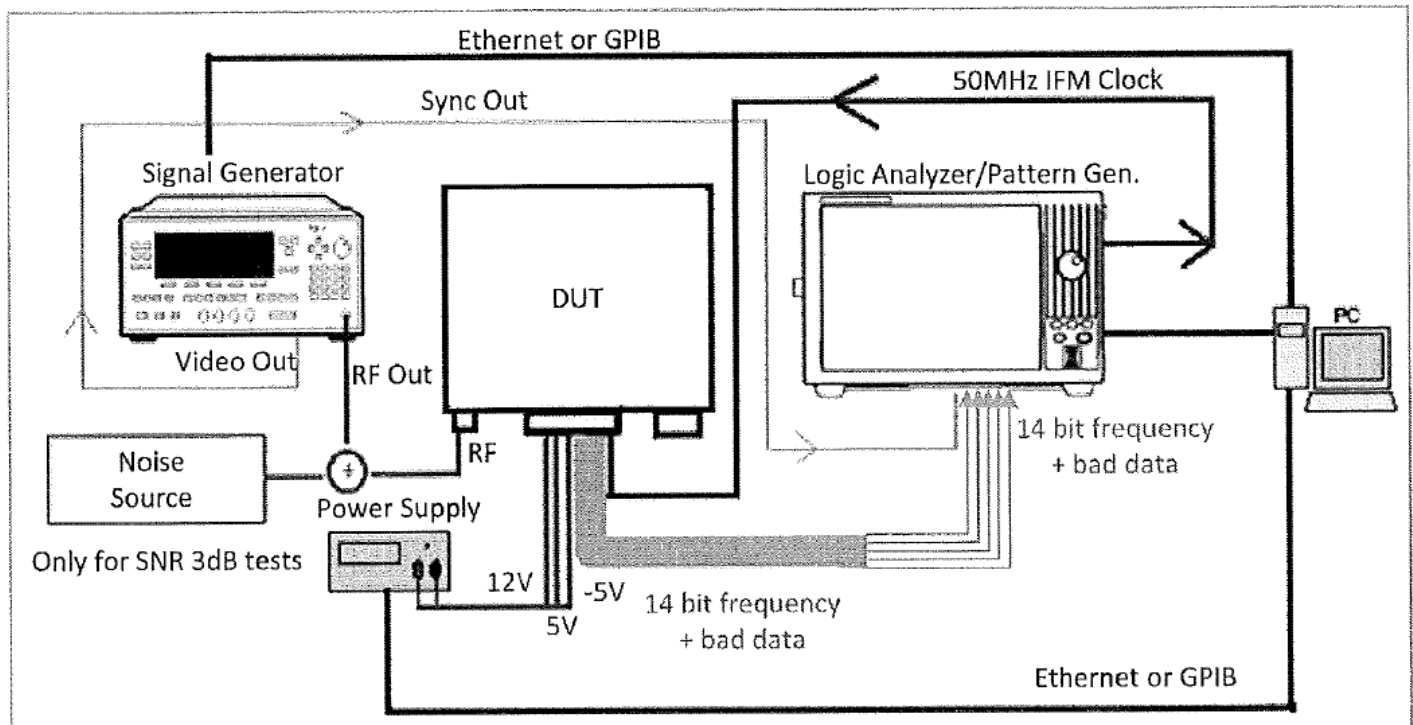 Ethernet or GPIB
50MHz IFM Clock
Sync Out
Signal Generator
Logic Analyzer/Pattern Gen.
DUT
PC
Video Out
RF Out
14 bit frequency
+ bad data
RF
Noise
Source
+
Power Supply
Only for SNR 3dB tests
12V
-5V
5V
14 bit frequency
+ bad data
Ethernet or GPIB